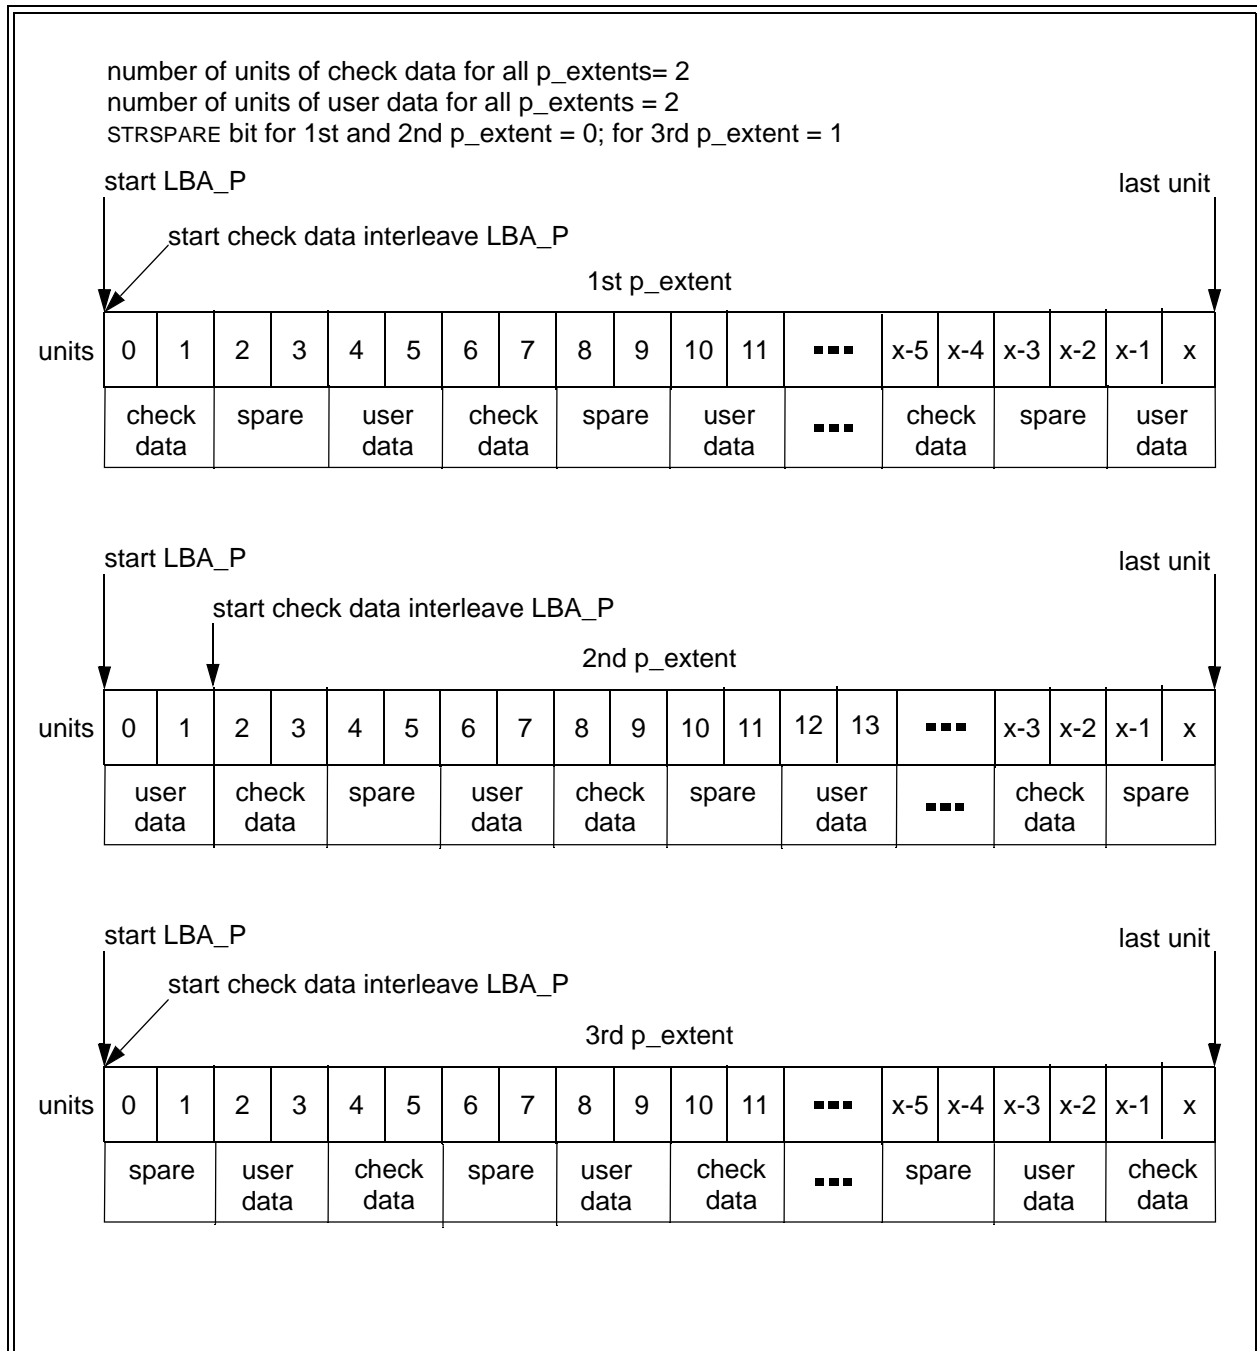 number of units of check data for all p_extents= 2
number of units of user data for all p_extents = 2
STRSPARE bit for 1st and 2nd p_extent = 0; for 3rd p_extent = 1
start LBA_P last unit
start check data interleave LBA_P
1st p_extent
units 0 1 2 3 4 5 6 7 8 9 10 11 ... x-5 x-4 x-3 x-2 x-1 x
check spare user check spare user ... check spare user
data data data data data data
start LBA_P last unit
start check data interleave LBA_P
2nd p_extent
units 0 1 2 3 4 5 6 7 8 9 10 11 12 13 ... x-3 x-2 x-1 x
user check spare user check spare user ... check spare
data data data data data data
start LBA_P last unit
start check data interleave LBA_P
3rd p_extent
units 0 1 2 3 4 5 6 7 8 9 10 11 ... x-5 x-4 x-3 x-2 x-1 x
spare user check spare user check ... spare user check
data data data data data data